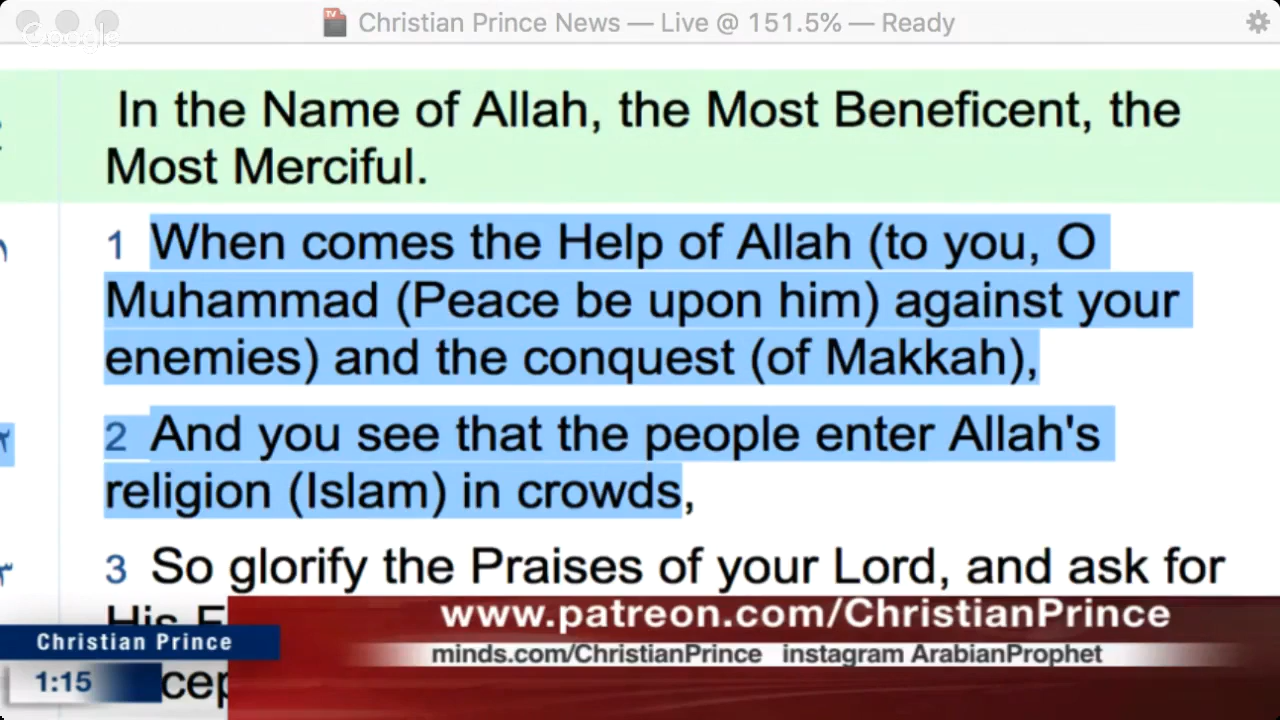 Christian Prince News — Live @ 151.5% — Ready
Google
In the Name of Allah, the Most Beneficent, the
Most Merciful.
1 When comes the Help of Allah (to you, O
Muhammad (Peace be upon him) against your
enemies) and the conquest (of Makkah),
2 And you see that the people enter Allah's
religion (Islam) in crowds,
3 So glorify the Praises of your Lord, and ask for
His
www.patreon.com/ChristianPrince
Christian Prince
minds.com/ChristianPrince instagram ArabianProphet
1:15